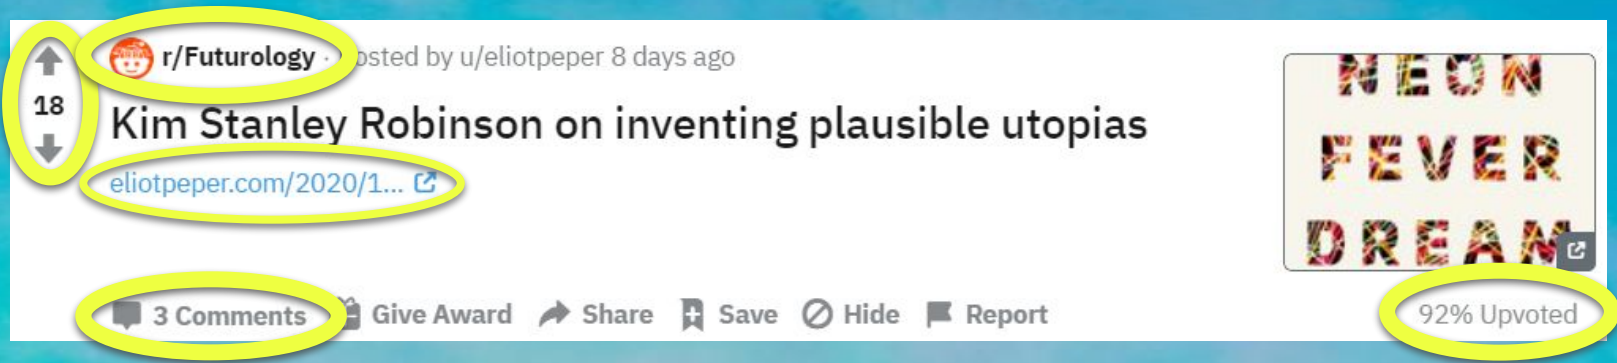 r/Futurology · osted by u/eliotpeper 8 days ago
18
Kim Stanley Robinson on inventing plausible utopias
eliotpeper.com/2020/1...
NEON
FEVER
DREAM
3 Comments Give Award Share Save Hide Report
92% Upvoted